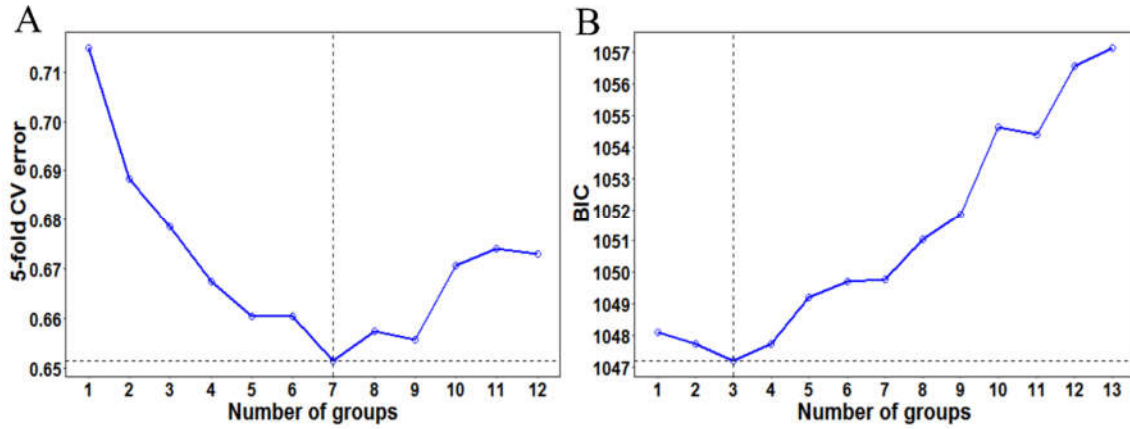 A
5-fold CV error
0.71
0.70
0.69
0.68
0.67
0.66
0.65
1 2 3 4 5 6 7 8 9 10 11 12
Number of groups
B
BIC
1057
1056
1055
1054
1053
1052
1051
1050
1049
1048
1047
1 2 3 4 5 6 7 8 9 10 11 12 13
Number of groups